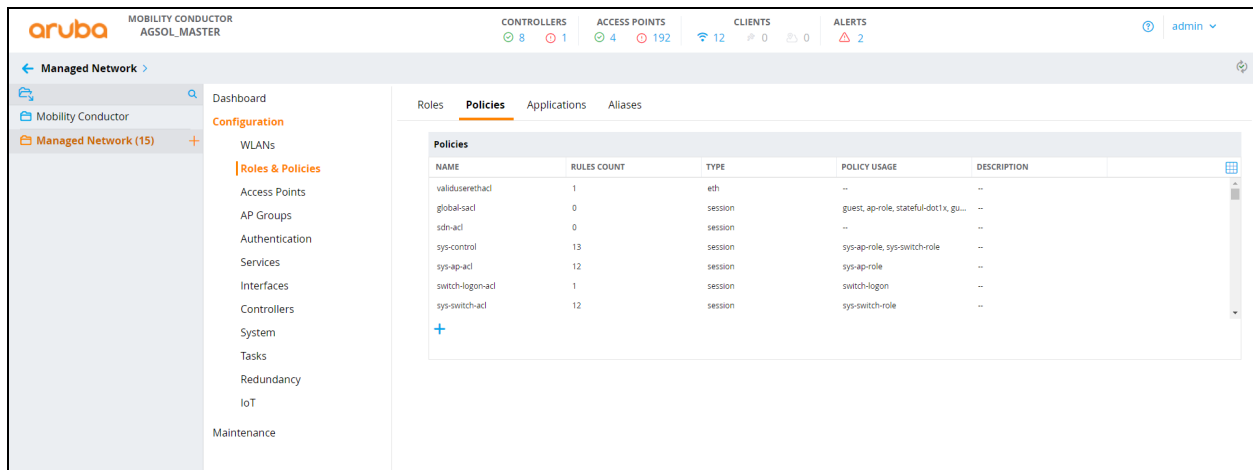 aruba
MOBILITY CONDUCTOR
AGSOL_MASTER
CONTROLLERS
8 1
ACCESS POINTS
4 192
CLIENTS
12 0 0
ALERTS
2
? admin
Managed Network >
Mobility Conductor
Managed Network (15) +
Dashboard
Configuration
WLANs
Roles & Policies
Access Points
AP Groups
Authentication
Services
Interfaces
Controllers
System
Tasks
Redundancy
IoT
Maintenance
Roles Policies Applications Aliases
Policies
NAME RULES COUNT TYPE POLICY USAGE DESCRIPTION
validuserethacl 1 eth -- --
global-sacl 0 session guest, ap-role, stateful-dot1x, gu... --
sdn-acl 0 session -- --
sys-control 13 session sys-ap-role, sys-switch-role --
sys-ap-acl 12 session sys-ap-role --
switch-logon-acl 1 session switch-logon --
sys-switch-acl 12 session sys-switch-role --
+